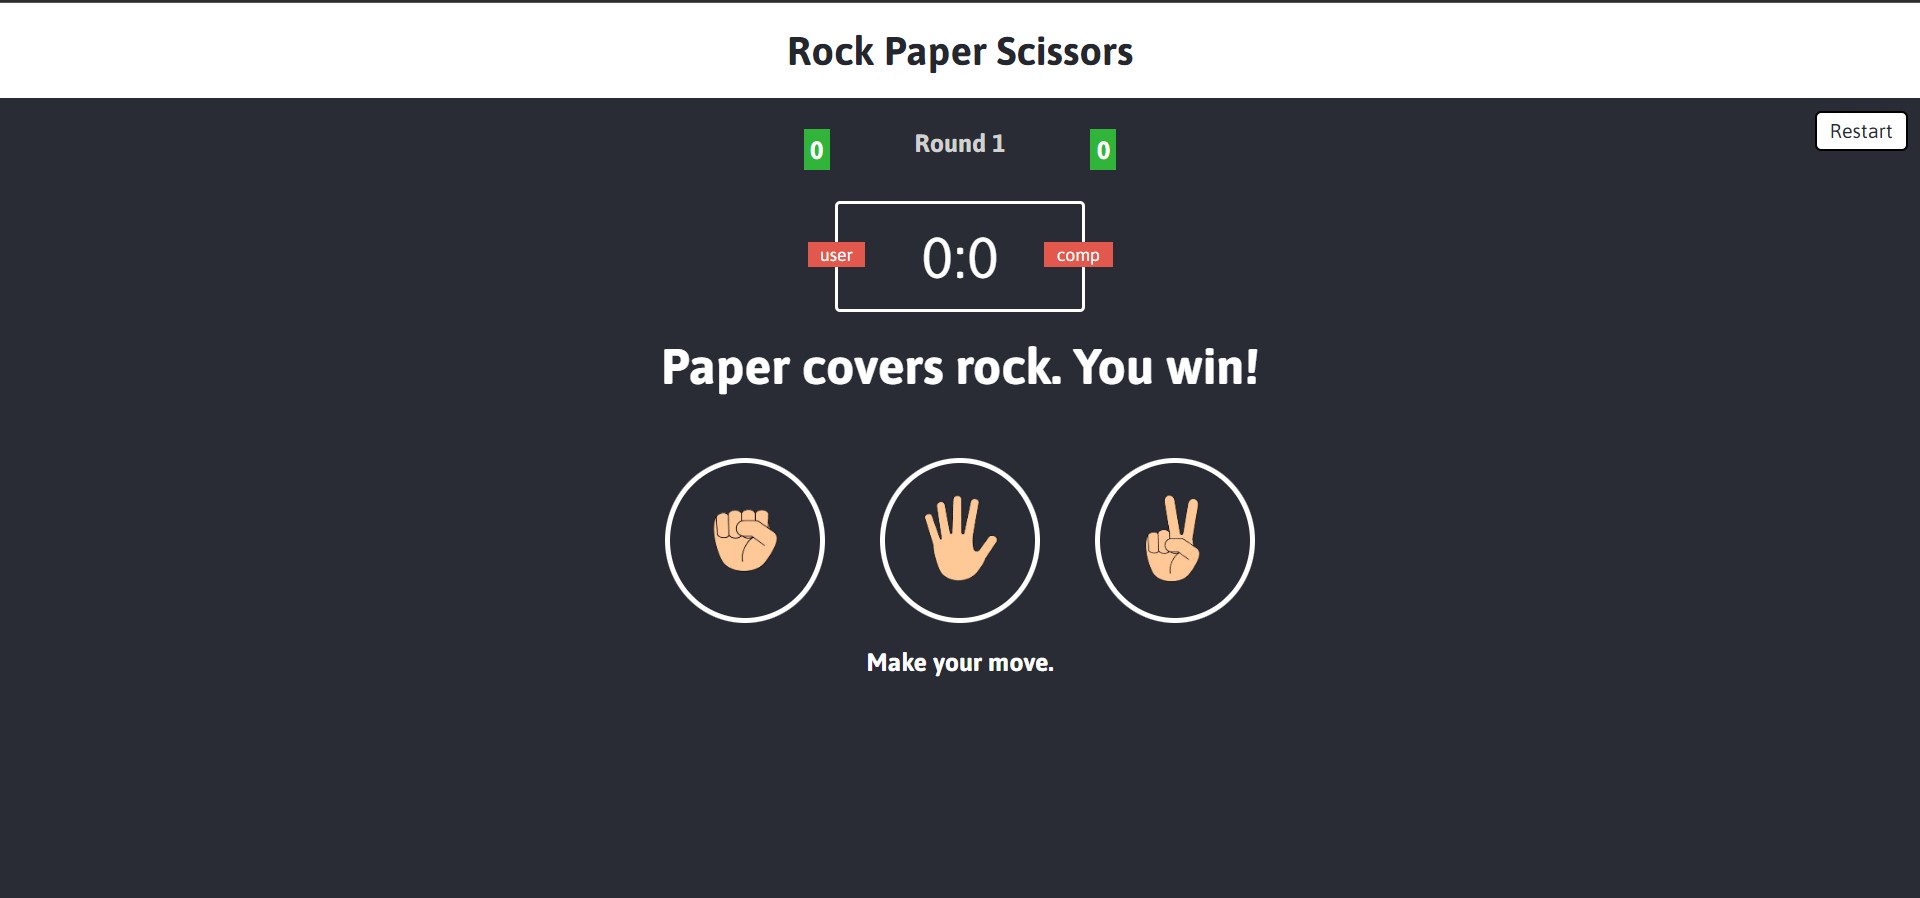 Rock Paper Scissors
Restart
0 Round 1 0
user 0:0 comp
Paper covers rock. You win!
Make your move.